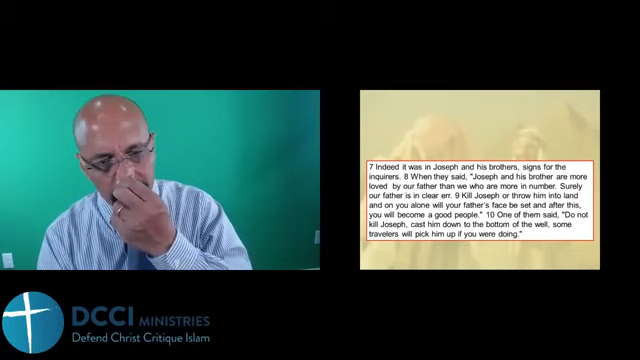 7 Indeed it was in Joseph and his brothers, signs for the
inquirers. 8 When they said, "Joseph and his brother are more
loved by our father than we who are more in number. Surely
our father is in clear err. 9 Kill Joseph or throw him into land
and on you alone will your father's face be set and after this,
you will become a good people." 10 One of them said, "Do not
kill Joseph, cast him down to the bottom of the well, some
travelers will pick him up if you were doing."
DCCI MINISTRIES
Defend Christ Critique Islam